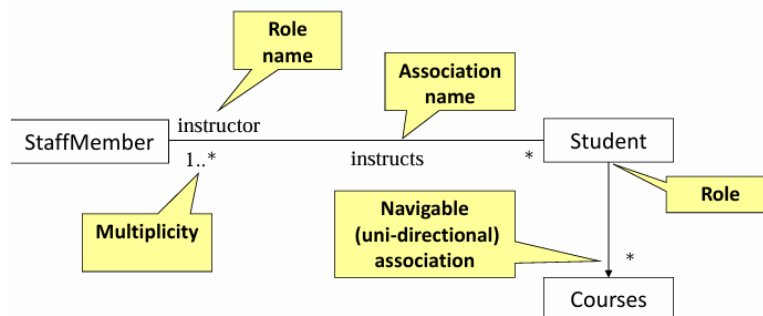 Role
name
Association
name
StaffMember
instructor
1..*
instructs
*
Student
Multiplicity
Navigable
(uni-directional)
association
Role
*
Courses